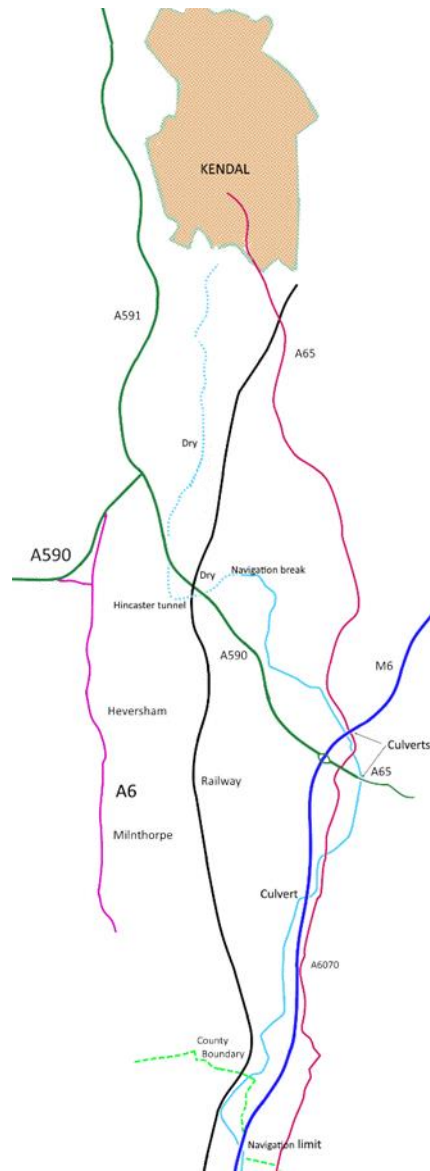 KENDAL
A591
A65
Dry
A590
Dry
Navigation break
Hincaster tunnel
A590
M6
Heversham
Culverts
A65
Railway
A6
Milnthorpe
Culvert
A6070
County
Boundary
Navigation limit